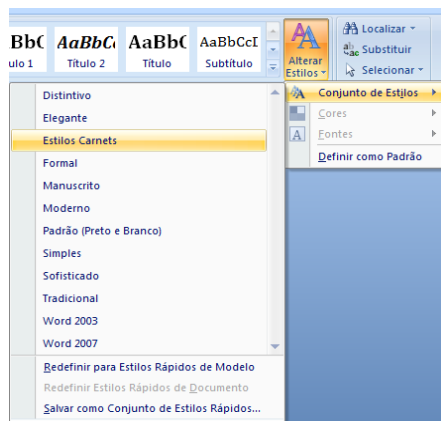 BbC AaBbCc AaBbC AaBbCcI
ulo 1 Título 2 Título Subtítulo
Alterar
Estilos
Localizar
Substituir
Selecionar
Conjunto de Estilos
Cores
Fontes
Definir como Padrão
Distintivo
Elegante
Estilos Carnets
Formal
Manuscrito
Moderno
Padrão (Preto e Branco)
Simples
Sofisticado
Tradicional
Word 2003
Word 2007
Redefinir para Estilos Rápidos de Modelo
Redefinir Estilos Rápidos de Documento
Salvar como Conjunto de Estilos Rápidos...